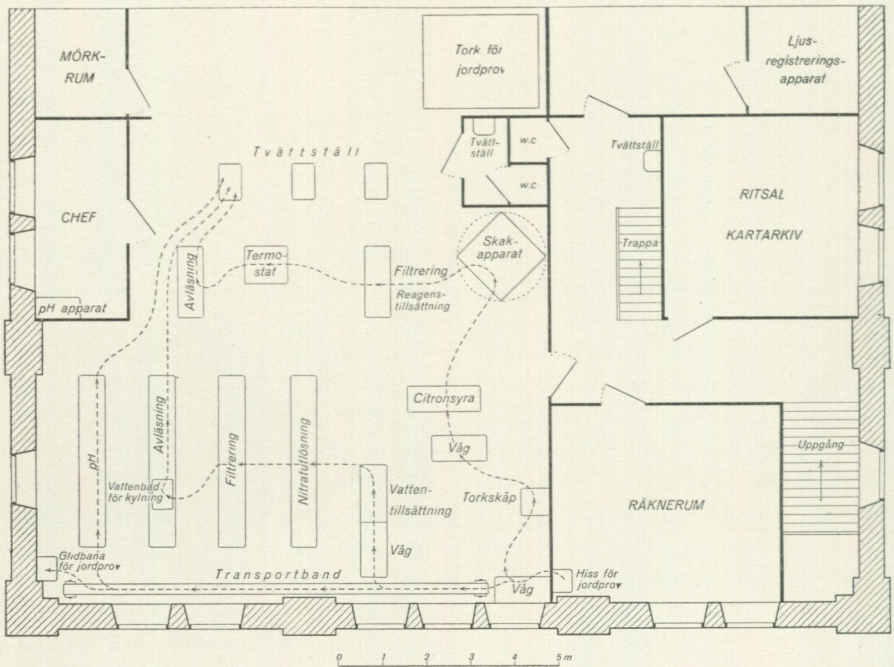 MÖRK-
RUM
Tork för
jordprov
Ljus-
registrerings-
apparat
Tvättställ
Tvätt-
ställ
w.c
w.c
Tvättställ
CHEF
RITSAL
KARTARKIV
Skak-
apparat
Trappa
Termo-
stat
Avläsning
Filtrering
Reagens-
tillsättning
pH apparat
Citronsyra
Våg
pH
Avläsning
Filtrering
Nitratutlösning
Vattenbad
för kylning
Vatten-
tillsättning
Våg
Torkskåp
RÄKNERUM
Uppgång
Glidbana
för jordprov
Transportband
Våg
Hiss för
jordprov
0 1 2 3 4 5 m